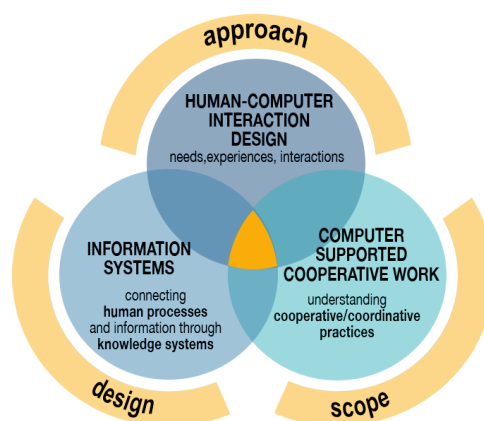 approach
HUMAN-COMPUTER
INTERACTION
DESIGN
needs,experiences, interactions
INFORMATION
SYSTEMS
connecting
human processes
and information through
knowledge systems
COMPUTER
SUPPORTED
COOPERATIVE WORK
understanding
cooperative/coordinative
practices
design
scope